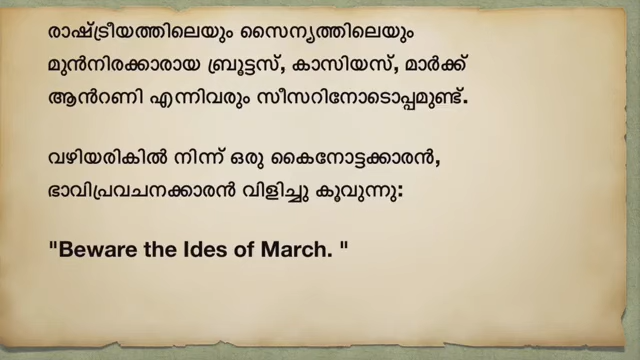 രാഷ്ട്രീയത്തിലെയും സൈന്യത്തിലെയും
മുൻനിരക്കാരായ ബ്രൂട്ടസ്, കാസിയസ്, മാർക്ക്
ആൻറണി എന്നിവരും സീസറിനോടൊപ്പമുണ്ട്.
വഴിയരികിൽ നിന്ന് ഒരു കൈനോട്ടക്കാരൻ,
ഭാവിപ്രവചനക്കാരൻ വിളിച്ചു കൂവുന്നു:
"Beware the Ides of March. "